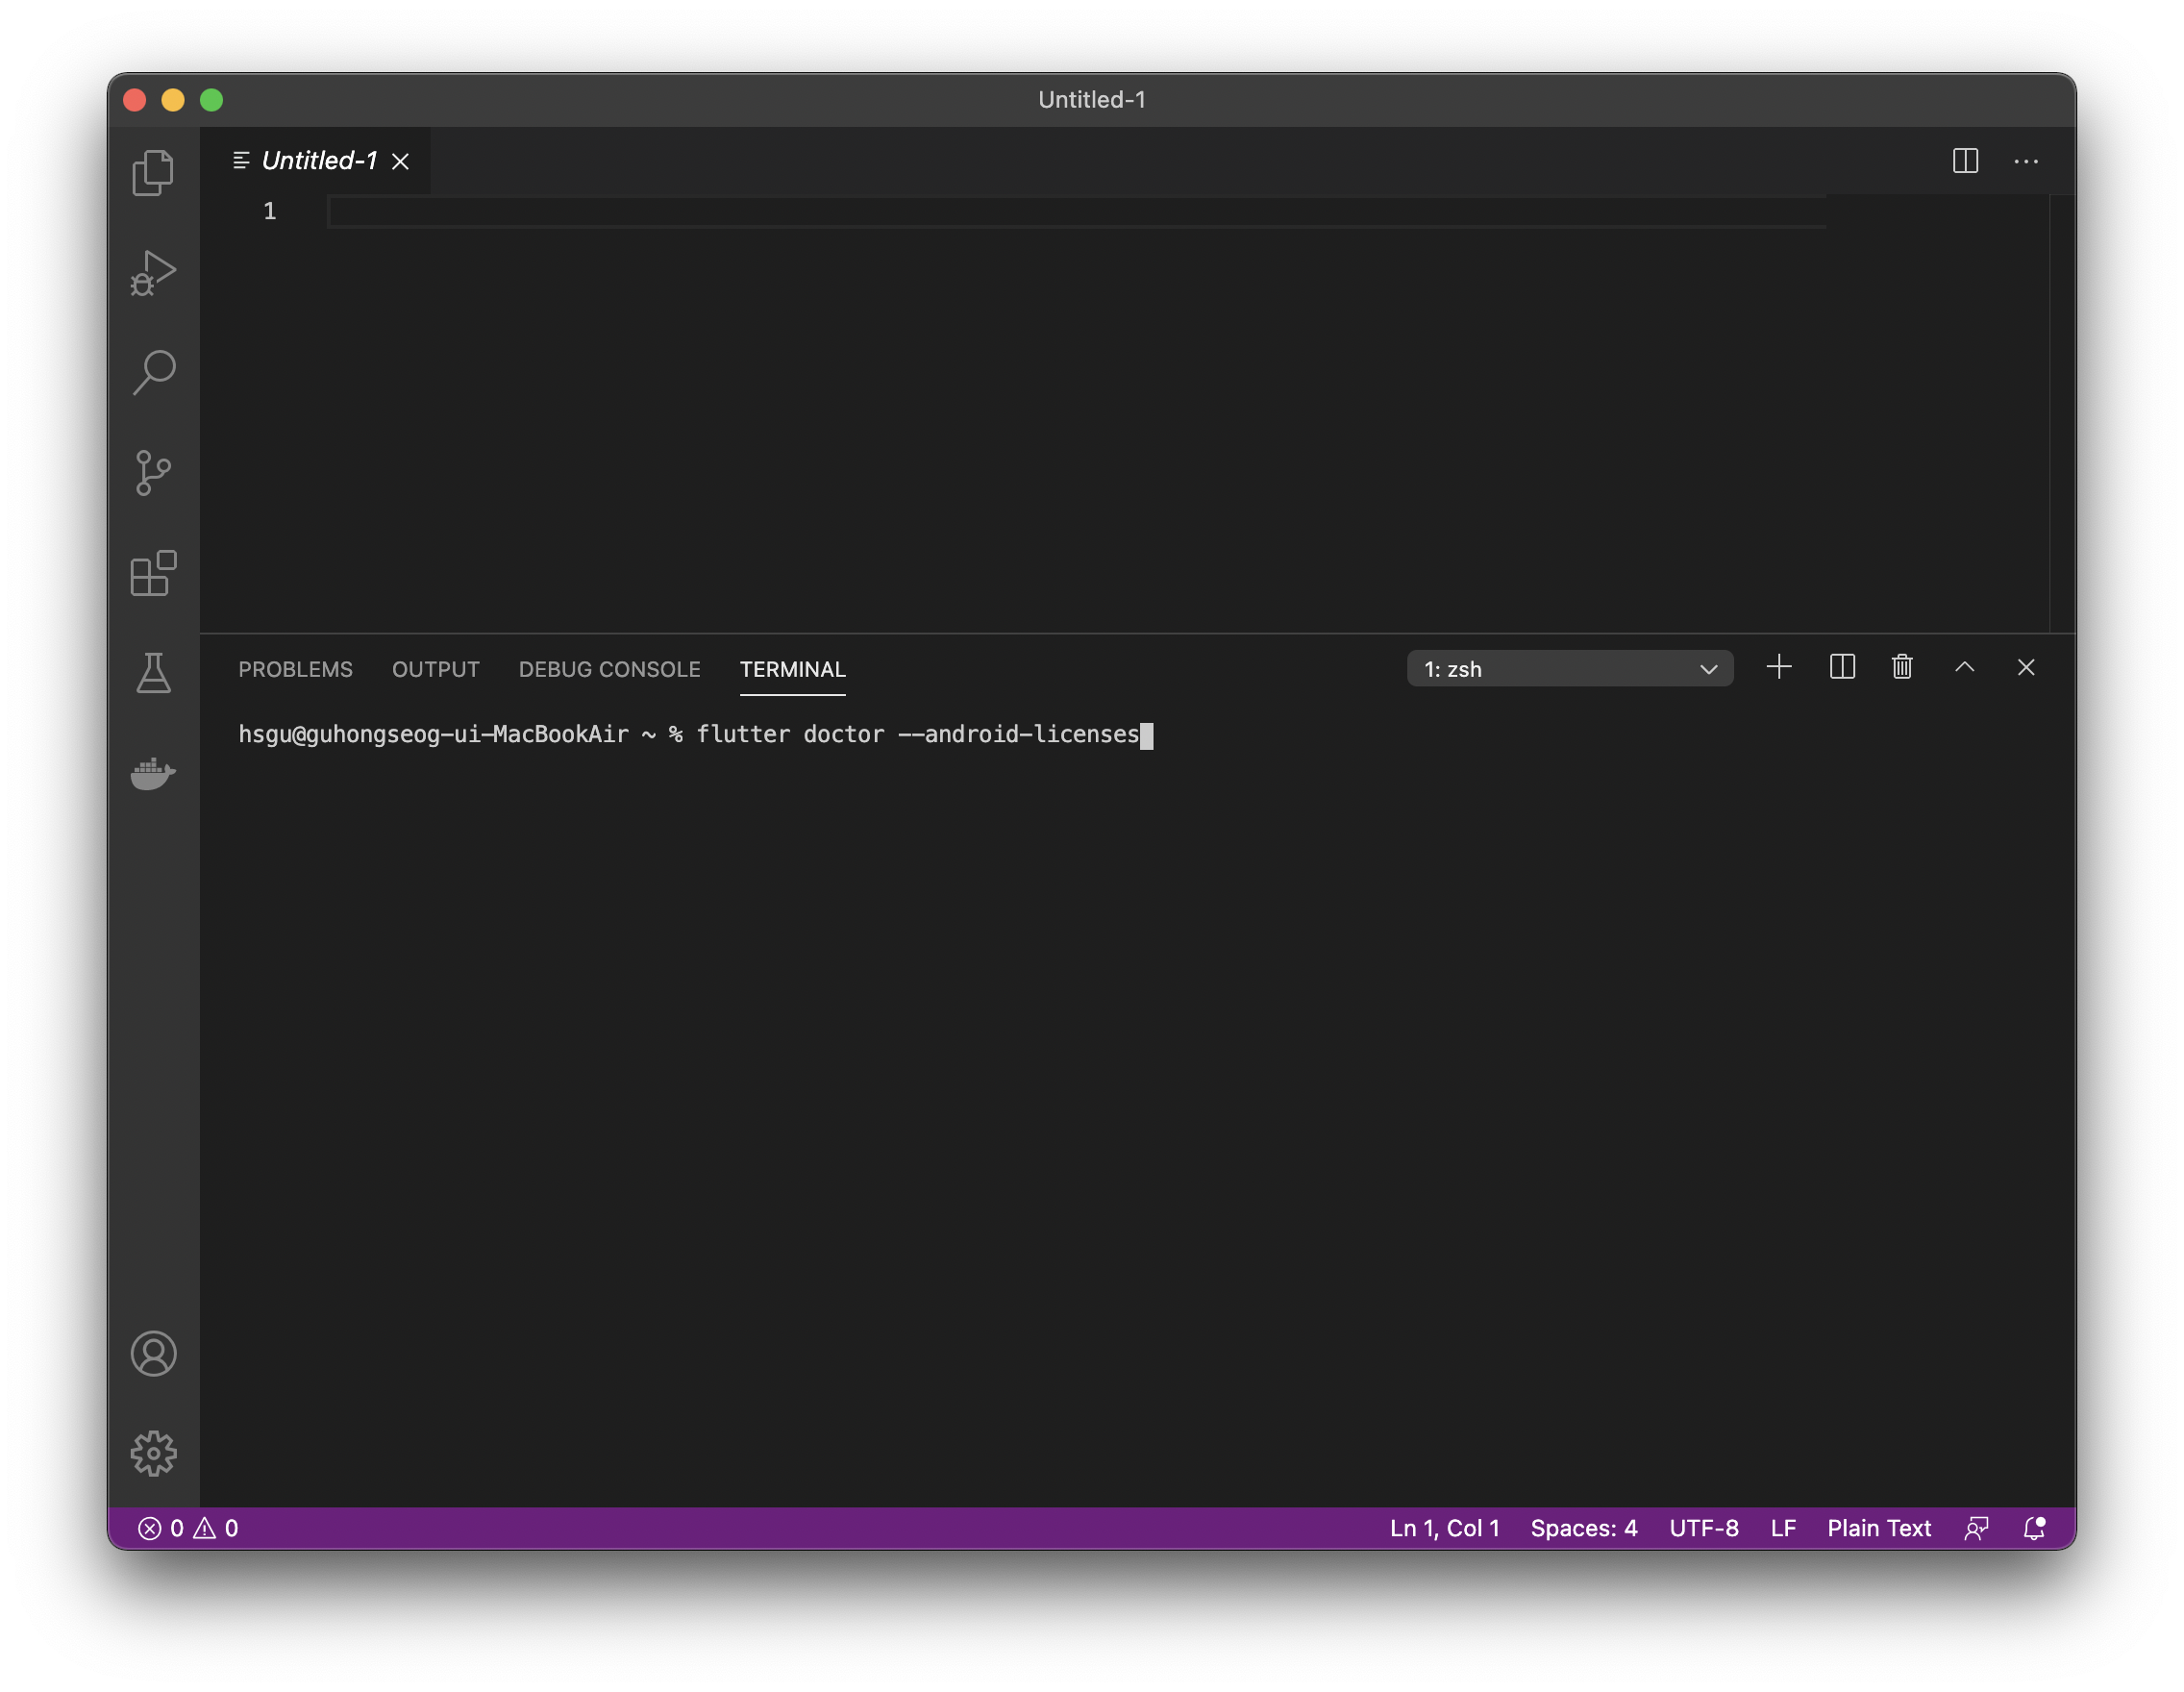 Untitled-1
Untitled-1
1
PROBLEMS OUTPUT DEBUG CONSOLE TERMINAL 1: zsh
hsgu@guhongseog-ui-MacBookAir ~ % flutter doctor --android-licenses
0 0 Ln 1, Col 1 Spaces: 4 UTF-8 LF Plain Text